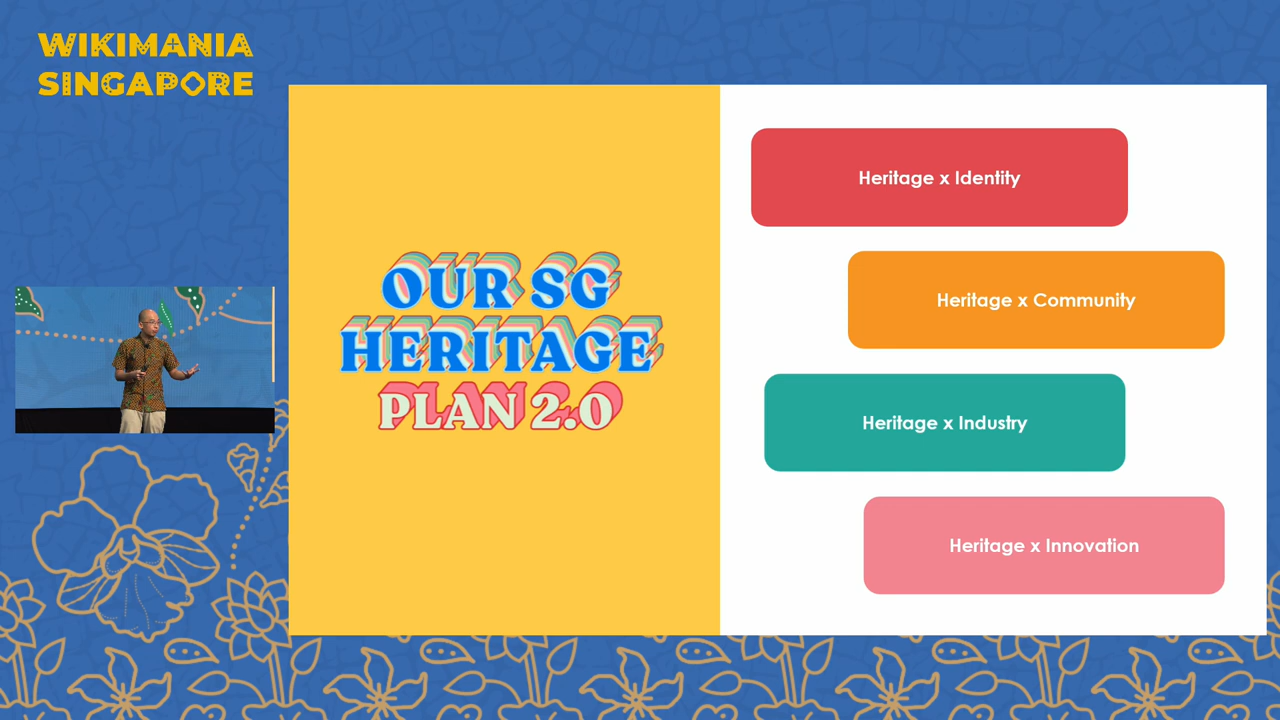 WIKIMANIA
SINGAPORE
OUR SG
HERITAGE
PLAN 2.0
Heritage x Identity
Heritage x Community
Heritage x Industry
Heritage x Innovation